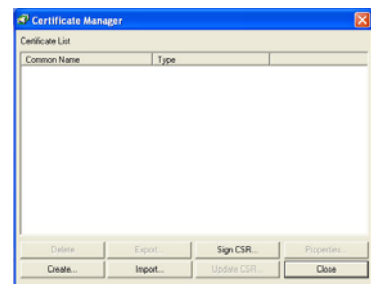 Certificate Manager
Certificate List
Common Name Type
Delete Export... Sign CSR... Properties...
Create... Import... Update CSR... Close